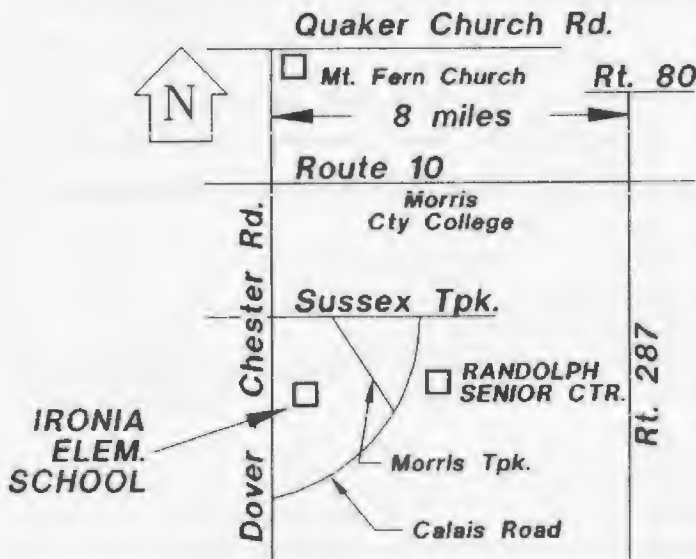 Quaker Church Rd.
N
Mt. Fern Church
Rt. 80
8 miles
Route 10
Morris
Cty College
Dover Chester Rd.
Sussex Tpk.
RANDOLPH
SENIOR CTR.
Rt. 287
IRONIA
ELEM.
SCHOOL
Morris Tpk.
Calais Road